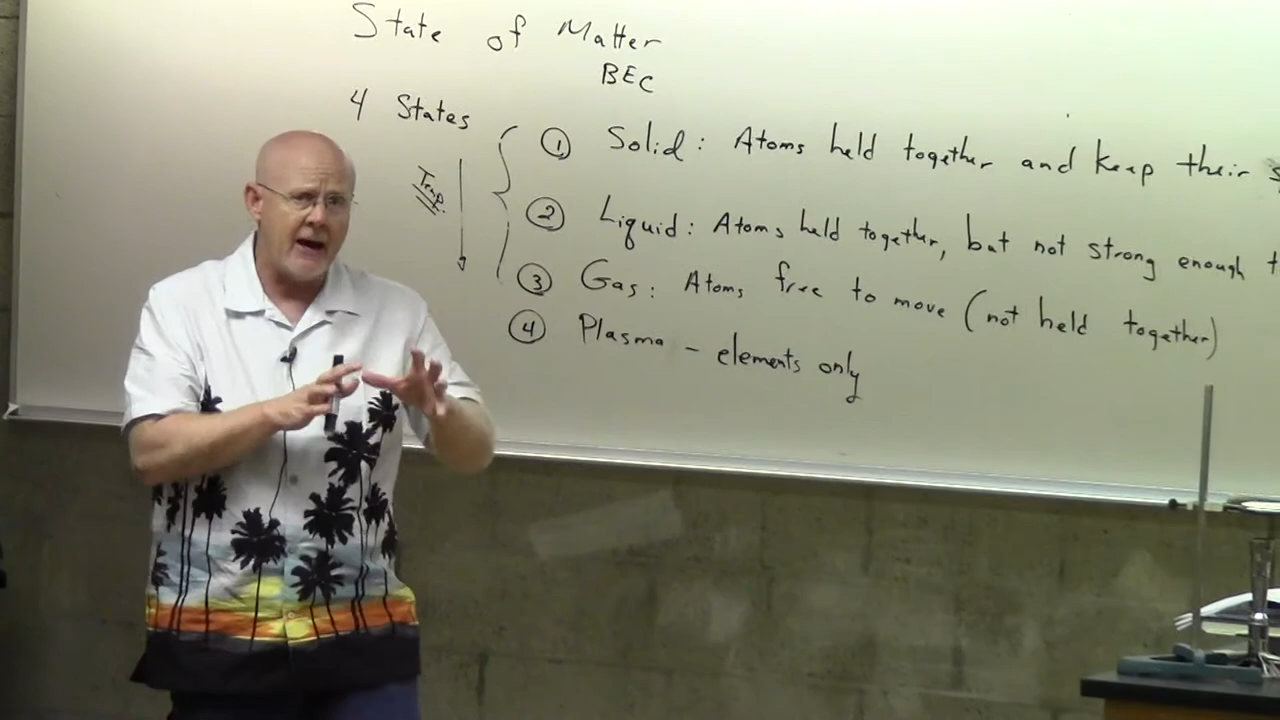 State of Matter
BEC
4 States
Temp.
① Solid: Atoms held together and keep their
② Liquid: Atoms held together, but not strong enough
③ Gas: Atoms free to move (not held together)
④ Plasma - elements only